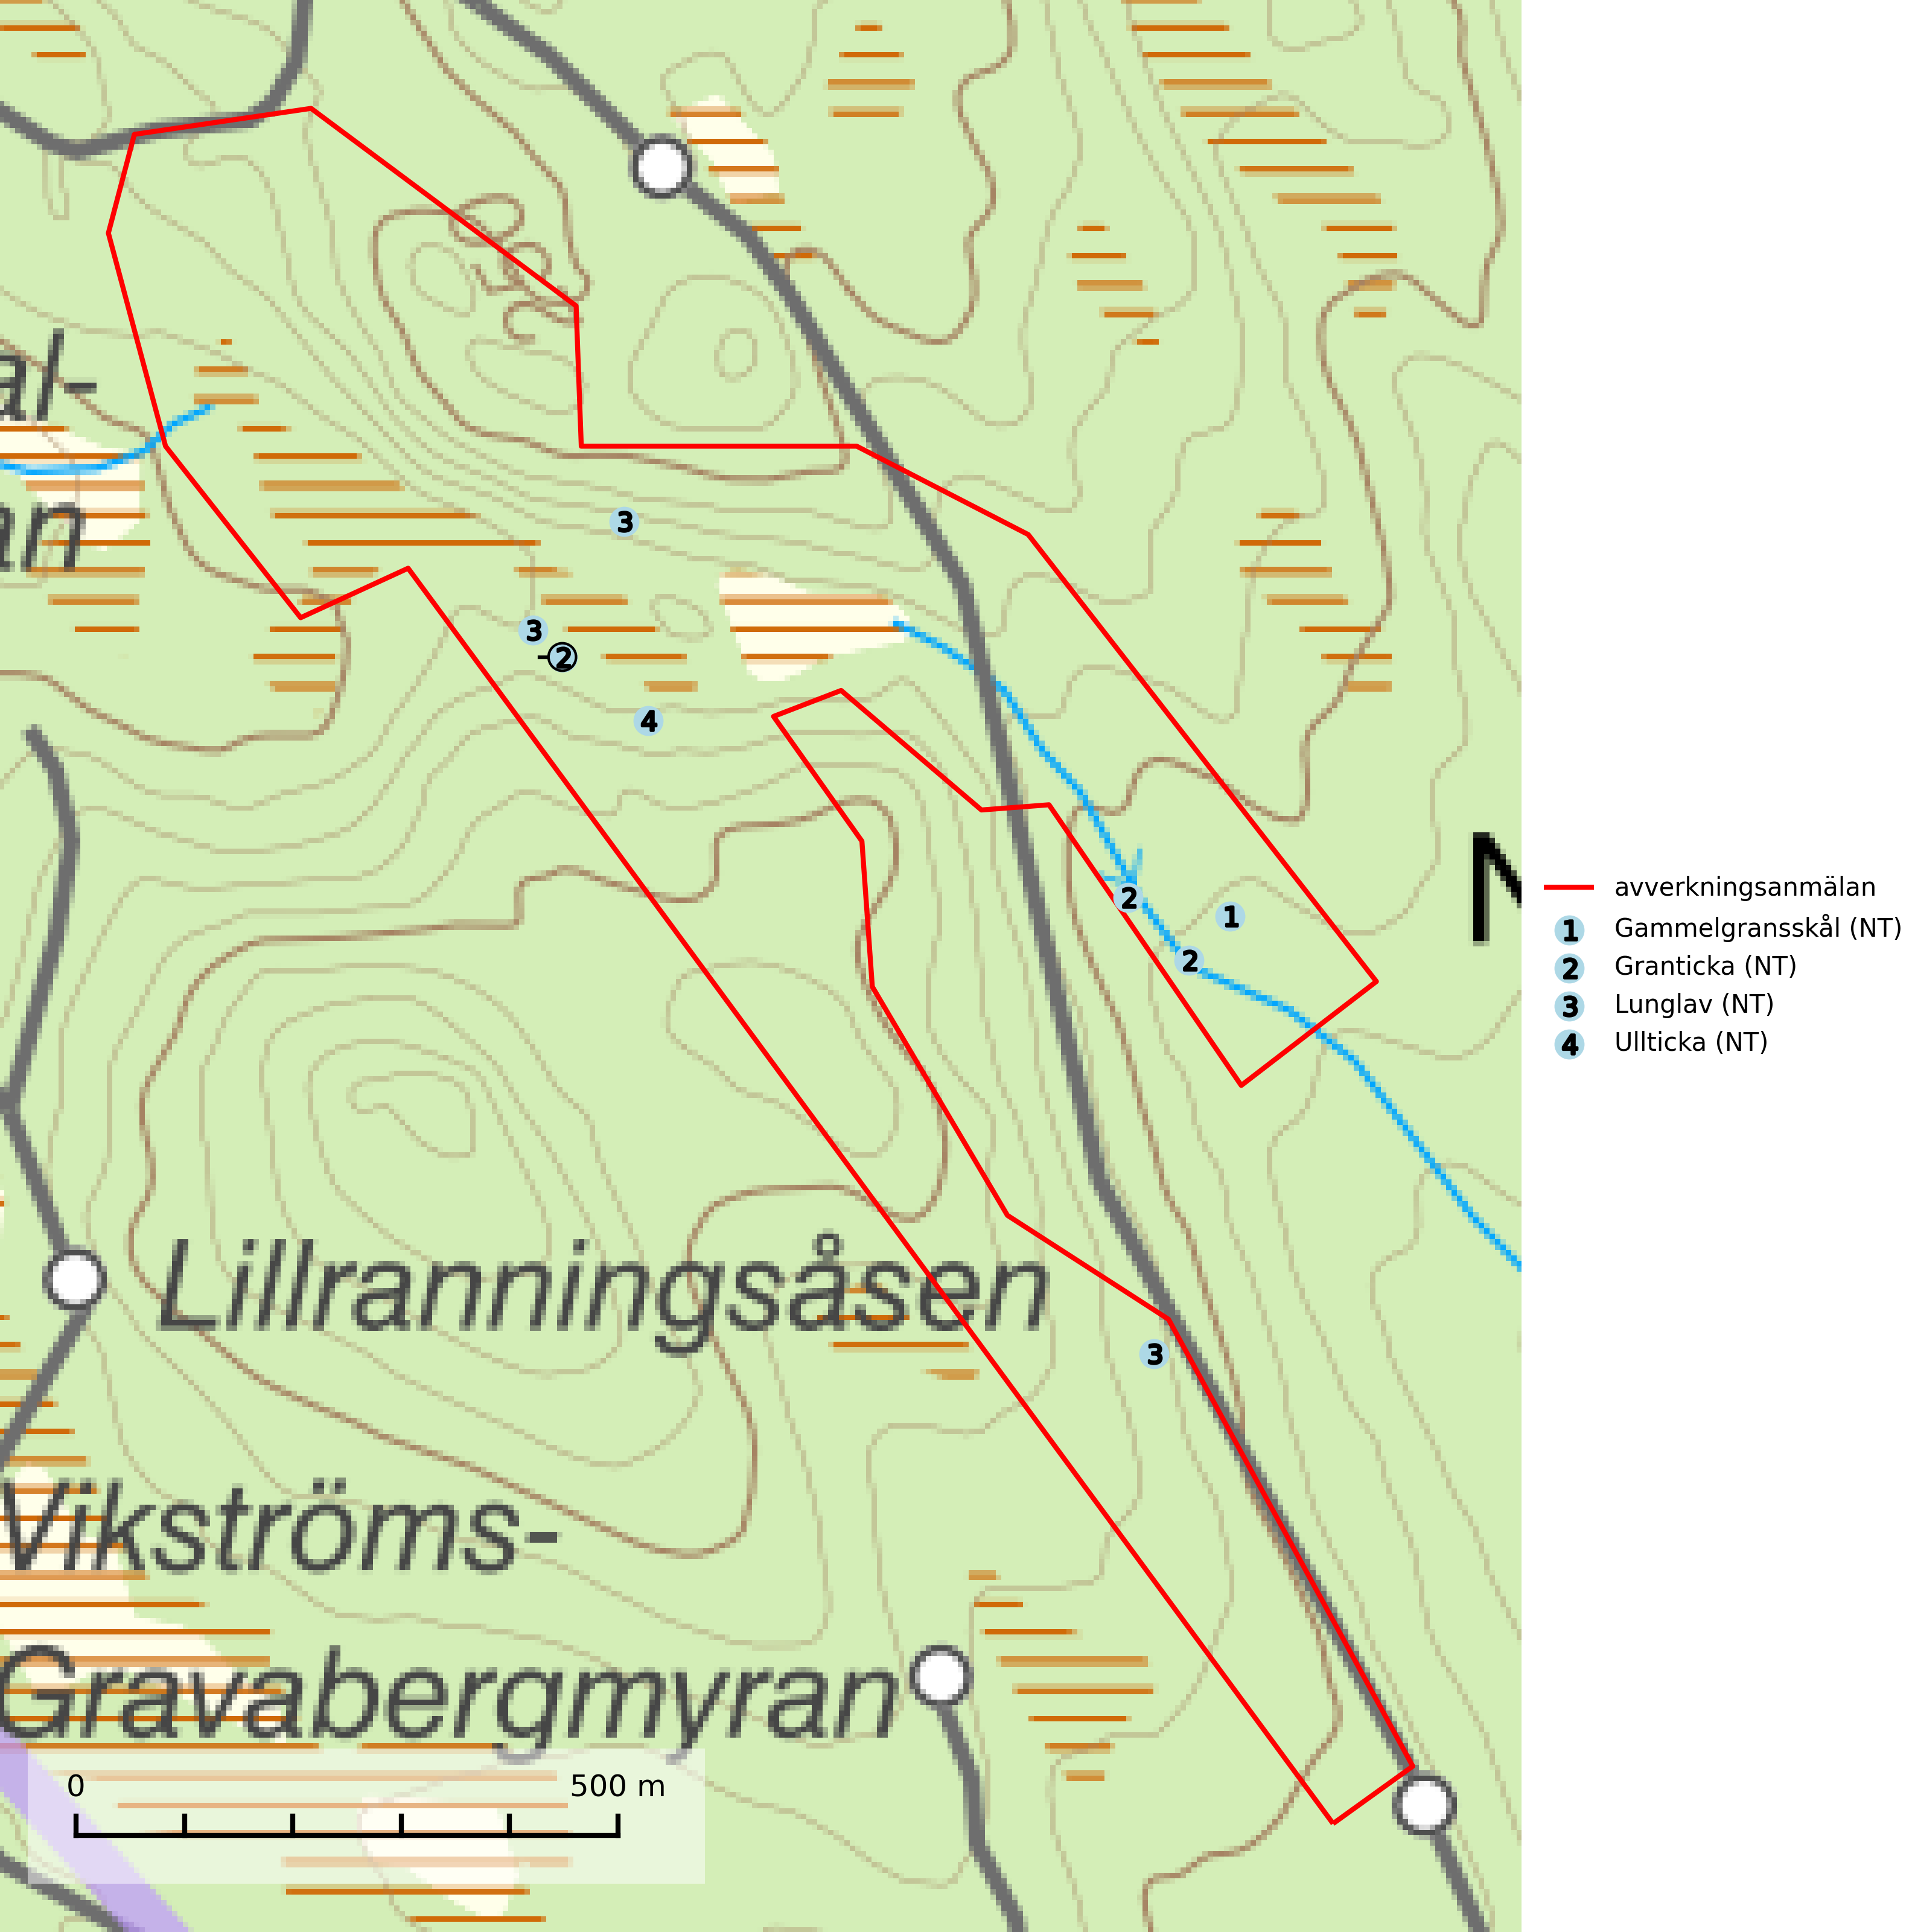 al-
an
Lillranningsåsen
Vikströms-
Gravabergmyran
N
3
3
2
4
2
1
2
3
0 500 m
avverkningsanmälan
1 Gammelgransskål (NT)
2 Granticka (NT)
3 Lunglav (NT)
4 Ullticka (NT)